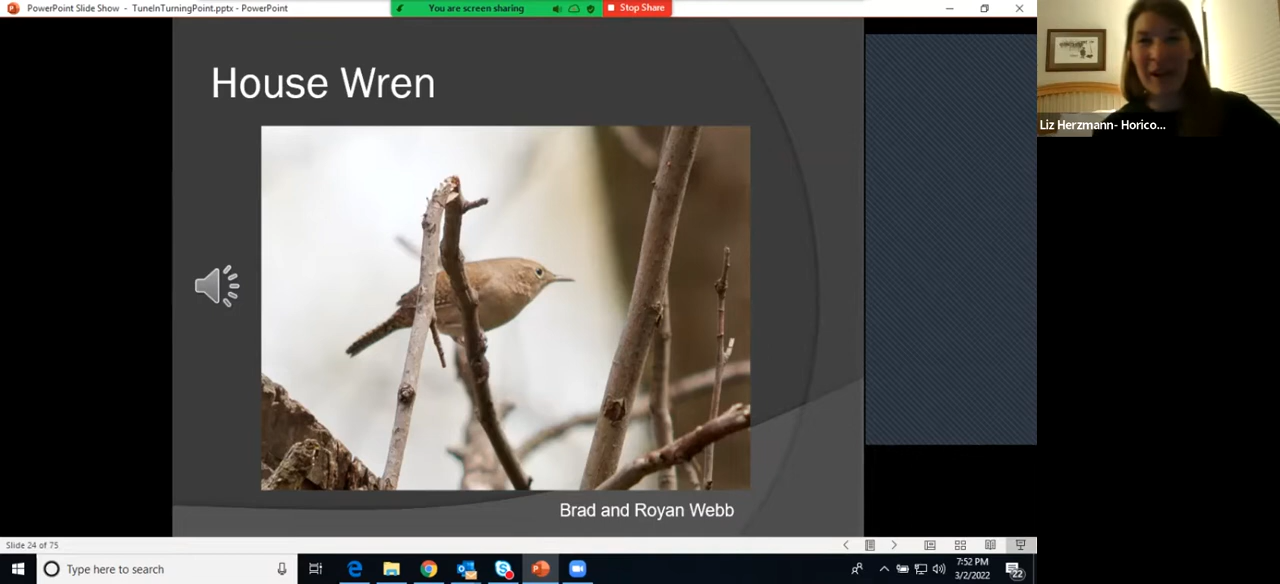 PowerPoint Slide Show - TuneInTurningPoint.pptx - PowerPoint
You are screen sharing
Stop Share
House Wren
Liz Herzmann- Horico...
Brad and Royan Webb
Slide 24 of 75
Type here to search
7:52 PM
3/2/2022
22